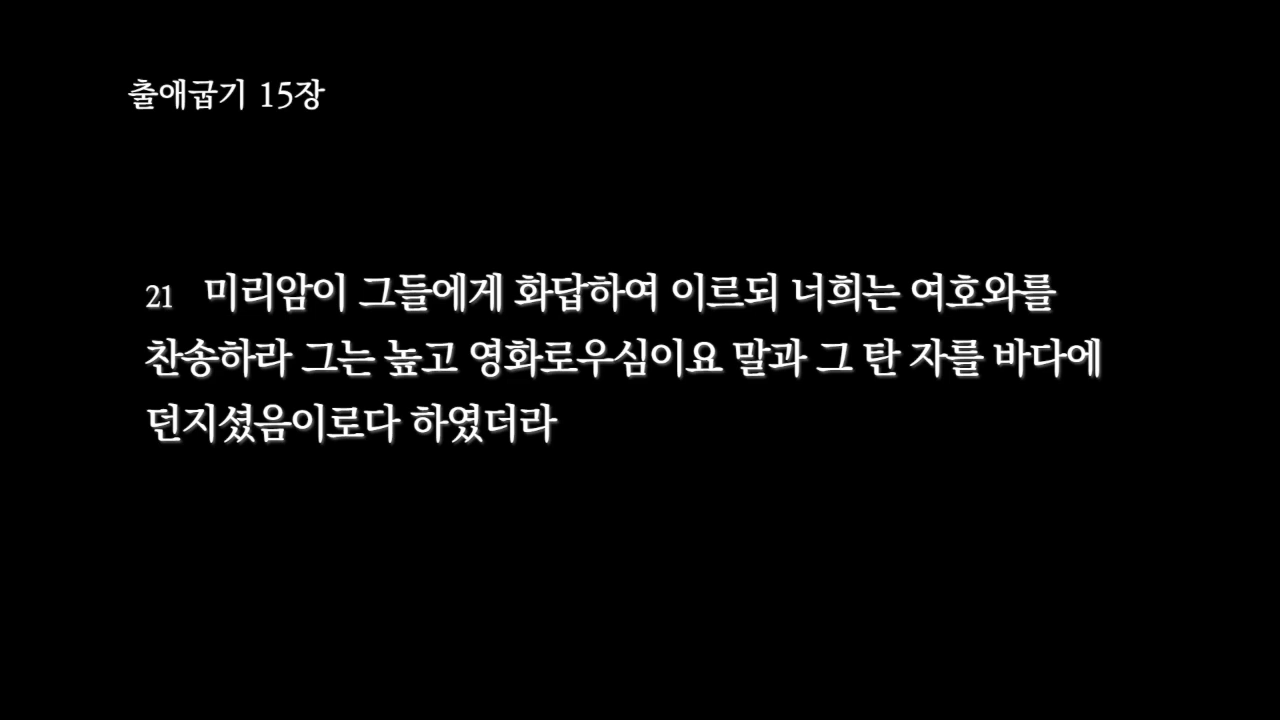 출애굽기 15장
21 미리암이 그들에게 화답하여 이르되 너희는 여호와를
찬송하라 그는 높고 영화로우심이요 말과 그 탄 자를 바다에
던지셨음이로다 하였더라